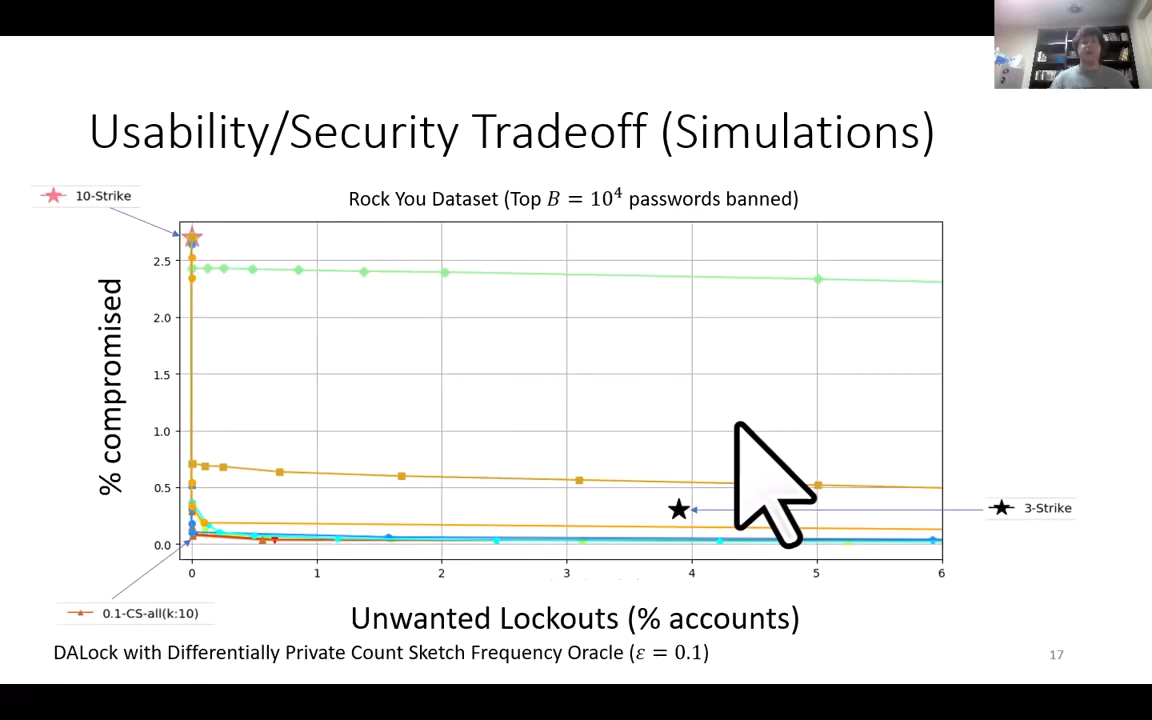 Usability/Security Tradeoff (Simulations)
10-Strike
Rock You Dataset (Top B = 10⁴ passwords banned)
% compromised
2.5
2.0
1.5
1.0
0.5
0.0
3-Strike
0 1 2 3 4 5 6
0.1-CS-all(k:10)
Unwanted Lockouts (% accounts)
DALock with Differentially Private Count Sketch Frequency Oracle (ε = 0.1)
17